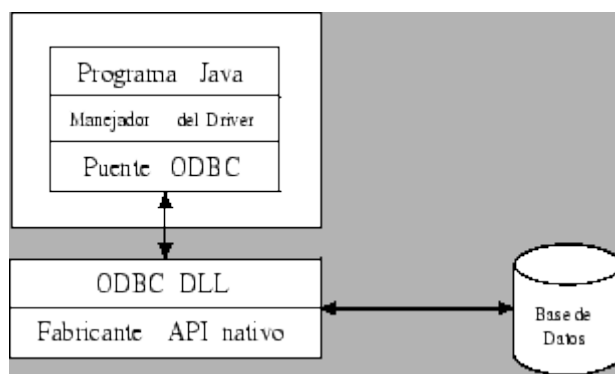 Programa Java
Manejador del Driver
Puente ODBC
ODBC DLL
Fabricante API nativo
Base de
Datos